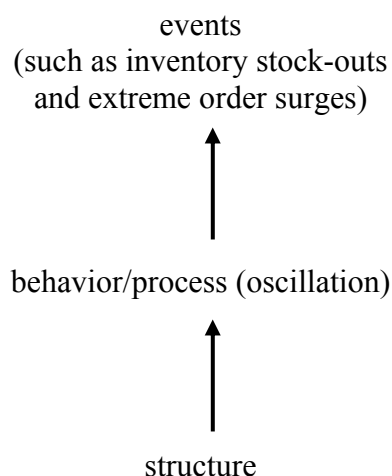 events
(such as inventory stock-outs
and extreme order surges)
behavior/process (oscillation)
structure